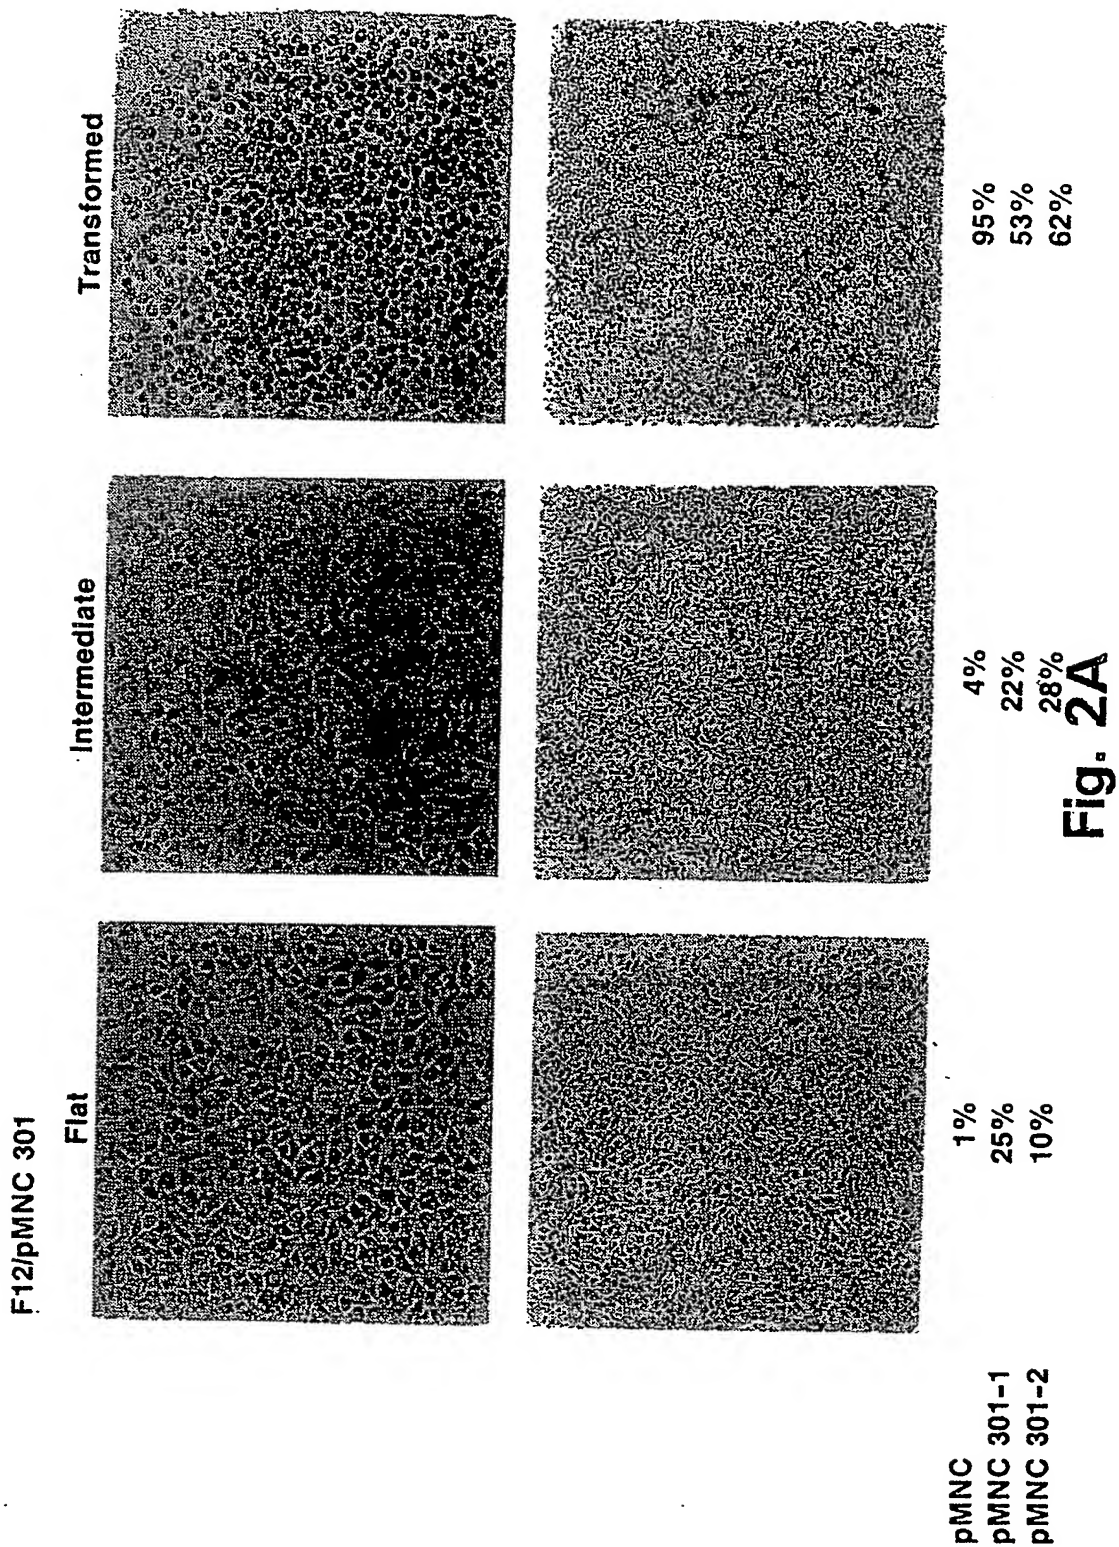 F12/pMNC 301
Flat Intermediate Transformed
pMNC 1% 4% 95%
pMNC 301-1 25% 22% 53%
pMNC 301-2 10% 28% 62%
Fig. 2A